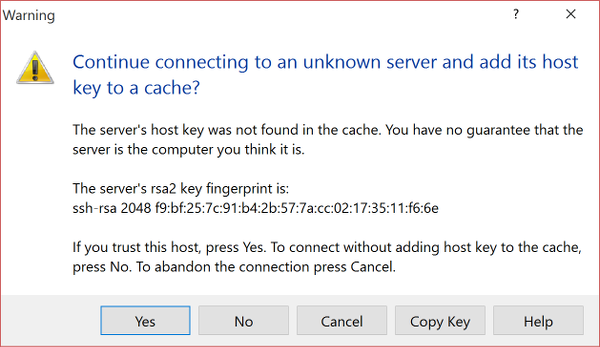 Warning
?
Continue connecting to an unknown server and add its host
key to a cache?
The server's host key was not found in the cache. You have no guarantee that the
server is the computer you think it is.
The server's rsa2 key fingerprint is:
ssh-rsa 2048 f9:bf:25:7c:91:b4:2b:57:7a:cc:02:17:35:11:f6:6e
If you trust this host, press Yes. To connect without adding host key to the cache,
press No. To abandon the connection press Cancel.
Yes No Cancel Copy Key Help